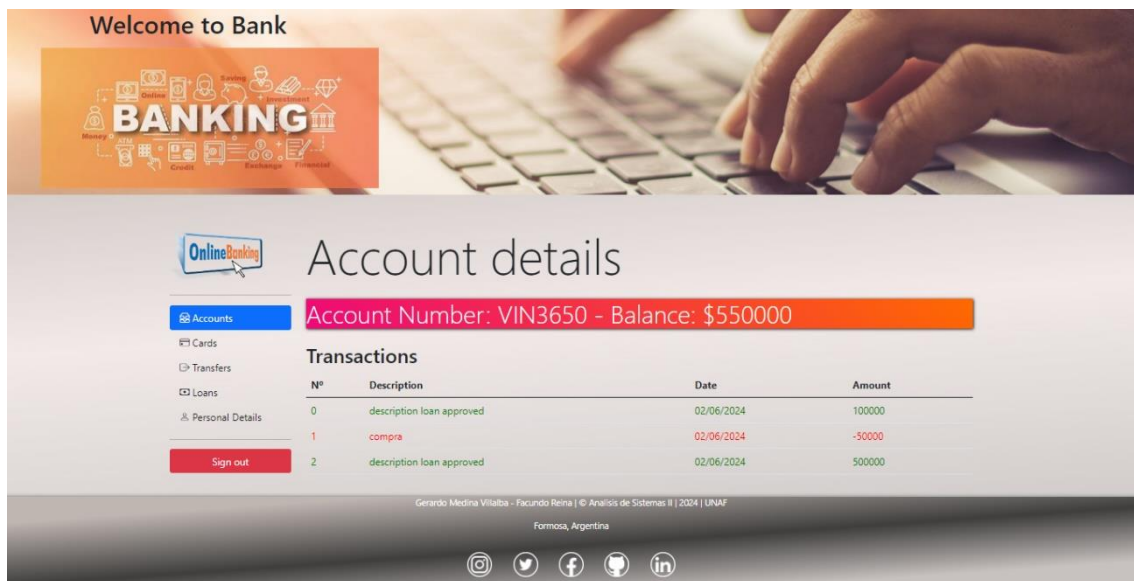 Welcome to Bank
Saving
Online
Investment
BANKING
Money
ATM
Credit
Exchange
Financial
OnlineBanking
Account details
Account Number: VIN3650 - Balance: $550000
Accounts
Cards
Transfers
Loans
Personal Details
Sign out
Transactions
Nº Description Date Amount
0 description loan approved 02/06/2024 100000
1 compra 02/06/2024 -50000
2 description loan approved 02/06/2024 500000
Gerardo Medina Villalba - Facundo Reina | © Analisis de Sistemas II | 2024 | UNAF
Formosa, Argentina